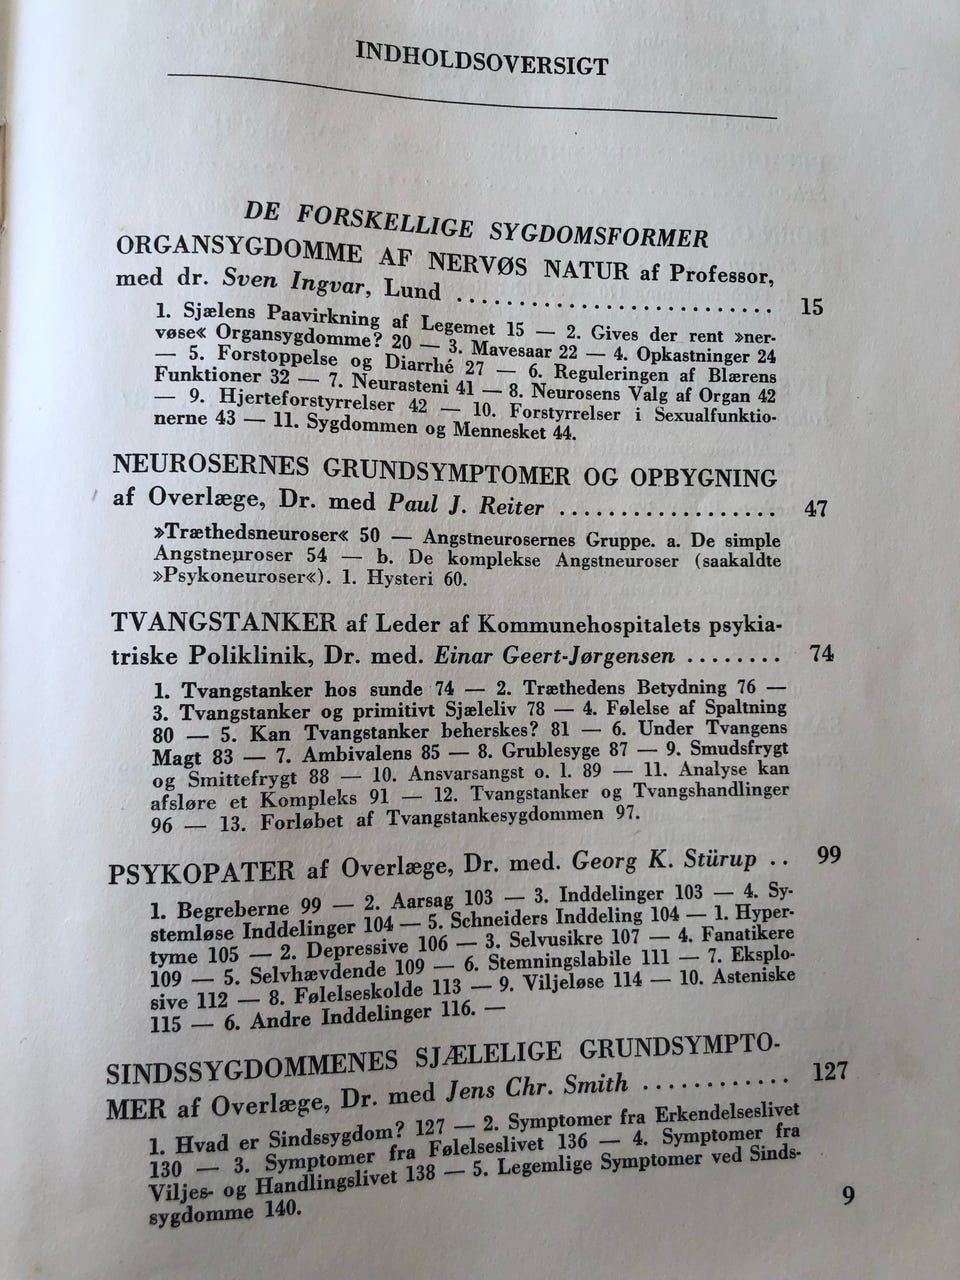 INDHOLDSOVERSIGT
DE FORSKELLIGE SYGDOMSFORMER
ORGANSYGDOMME AF NERVØS NATUR af Professor,
med dr. Sven Ingvar, Lund .......................... 15
1. Sjælens Paavirkning af Legemet 15 — 2. Gives der rent »ner-
vøse« Organsygdomme? 20 — 3. Mavesaar 22 — 4. Opkastninger 24
— 5. Forstoppelse og Diarrhé 27 — 6. Reguleringen af Blærens
Funktioner 32 — 7. Neurasteni 41 — 8. Neurosens Valg af Organ 42
— 9. Hjerteforstyrrelser 42 — 10. Forstyrrelser i Sexualfunktio-
nerne 43 — 11. Sygdommen og Mennesket 44.
NEUROSERNES GRUNDSYMPTOMER OG OPBYGNING
af Overlæge, Dr. med Paul J. Reiter .................. 47
»Træthedsneuroser« 50 — Angstneurosernes Gruppe. a. De simple
Angstneuroser 54 — b. De komplekse Angstneuroser (saakaldte
»Psykoneuroser«). 1. Hysteri 60.
TVANGSTANKER af Leder af Kommunehospitalets psykia-
triske Poliklinik, Dr. med. Einar Geert-Jørgensen ........ 74
1. Tvangstanker hos sunde 74 — 2. Træthedens Betydning 76 —
3. Tvangstanker og primitivt Sjæleliv 78 — 4. Følelse af Spaltning
80 — 5. Kan Tvangstanker beherskes? 81 — 6. Under Tvangens
Magt 83 — 7. Ambivalens 85 — 8. Grublesyge 87 — 9. Smudsfrygt
og Smittefrygt 88 — 10. Ansvarsangst o. l. 89 — 11. Analyse kan
afsløre et Kompleks 91 — 12. Tvangstanker og Tvangshandlinger
96 — 13. Forløbet af Tvangstankesygdommen 97.
PSYKOPATER af Overlæge, Dr. med. Georg K. Stürup .. 99
1. Begreberne 99 — 2. Aarsag 103 — 3. Inddelinger 103 — 4. Sy-
stemløse Inddelinger 104 — 5. Schneiders Inddeling 104 — 1. Hyper-
tyme 105 — 2. Depressive 106 — 3. Selvusikre 107 — 4. Fanatikere
109 — 5. Selvhævdende 109 — 6. Stemningslabile 111 — 7. Eksplo-
sive 112 — 8. Følelseskolde 113 — 9. Viljeløse 114 — 10. Asteniske
115 — 6. Andre Inddelinger 116. —
SINDSSYGDOMMENES SJÆLELIGE GRUNDSYMPTO-
MER af Overlæge, Dr. med Jens Chr. Smith ............ 127
1. Hvad er Sindssygdom? 127 — 2. Symptomer fra Erkendelseslivet
130 — 3. Symptomer fra Følelseslivet 136 — 4. Symptomer fra
Viljes- og Handlingslivet 138 — 5. Legemlige Symptomer ved Sinds-
sygdomme 140.
9